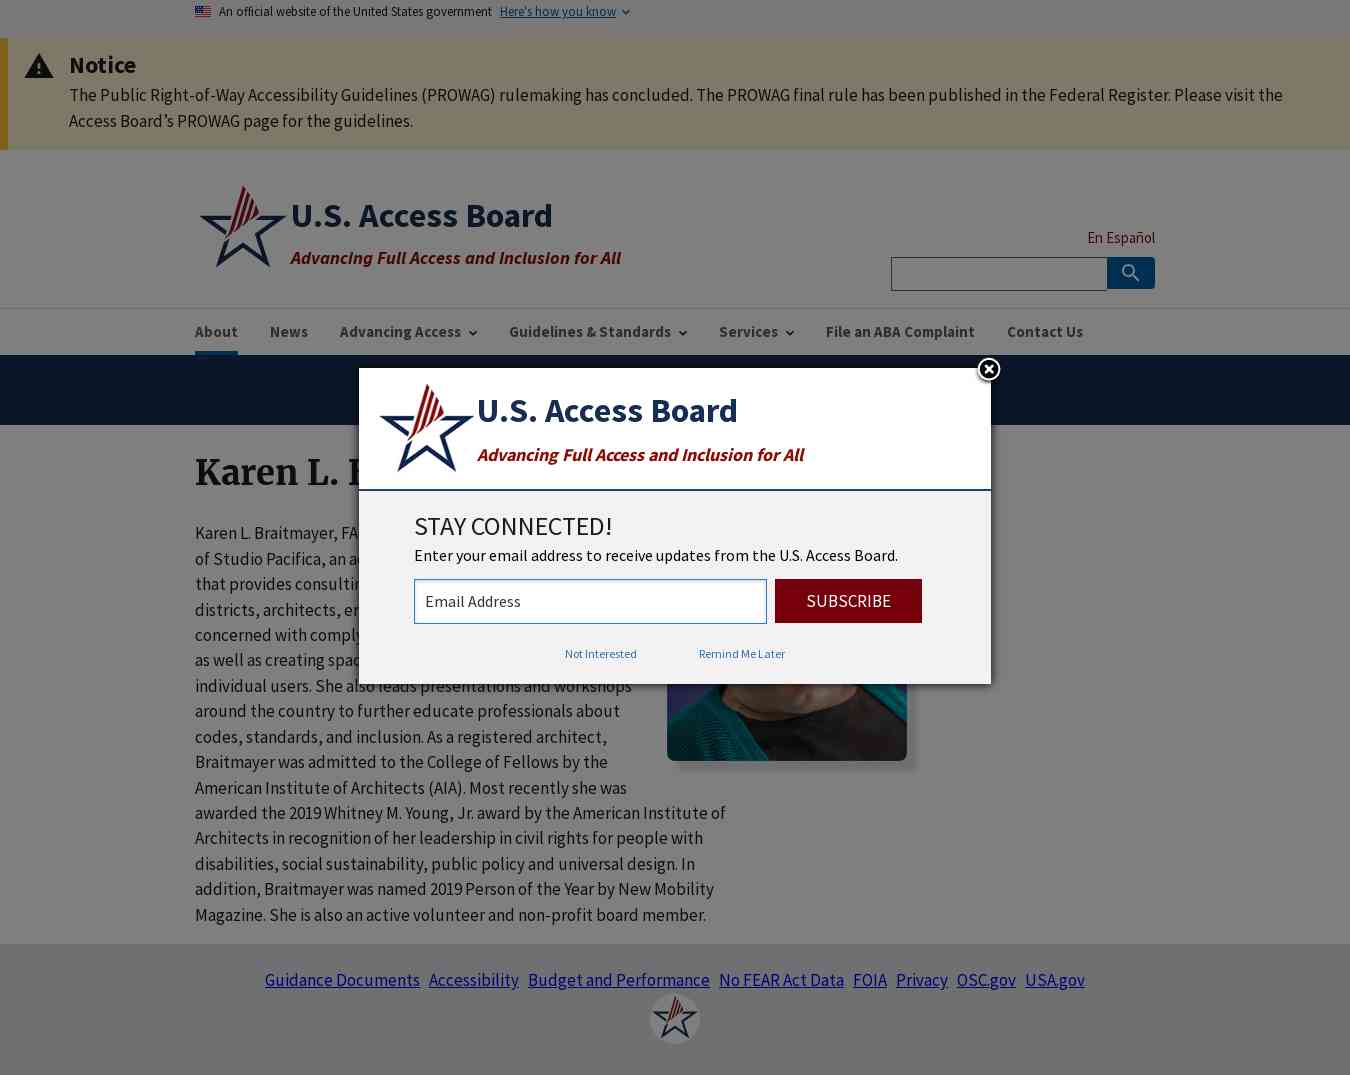 An official website of the United States government Here's how you know
Notice
The Public Right-of-Way Accessibility Guidelines (PROWAG) rulemaking has concluded. The PROWAG final rule has been published in the Federal Register. Please visit the
Access Board's PROWAG page for the guidelines.
U.S. Access Board
Advancing Full Access and Inclusion for All
En Español
About News Advancing Access Guidelines & Standards Services File an ABA Complaint Contact Us
U.S. Access Board
Advancing Full Access and Inclusion for All
STAY CONNECTED!
Enter your email address to receive updates from the U.S. Access Board.
Email Address SUBSCRIBE
Not Interested Remind Me Later
Karen L.
Karen L. Braitmayer,
of Studio Pacifica, an
that provides
districts, architects,
concerned with
as well as creating
individual users. She also leads presentations and workshops
around the country to further educate professionals about
codes, standards, and inclusion. As a registered architect,
Braitmayer was admitted to the College of Fellows by the
American Institute of Architects (AIA). Most recently she was
awarded the 2019 Whitney M. Young, Jr. award by the American Institute of
Architects in recognition of her leadership in civil rights for people with
disabilities, social sustainability, public policy and universal design. In
addition, Braitmayer was named 2019 Person of the Year by New Mobility
Magazine. She is also an active volunteer and non-profit board member.
Guidance Documents Accessibility Budget and Performance No FEAR Act Data FOIA Privacy OSC.gov USA.gov